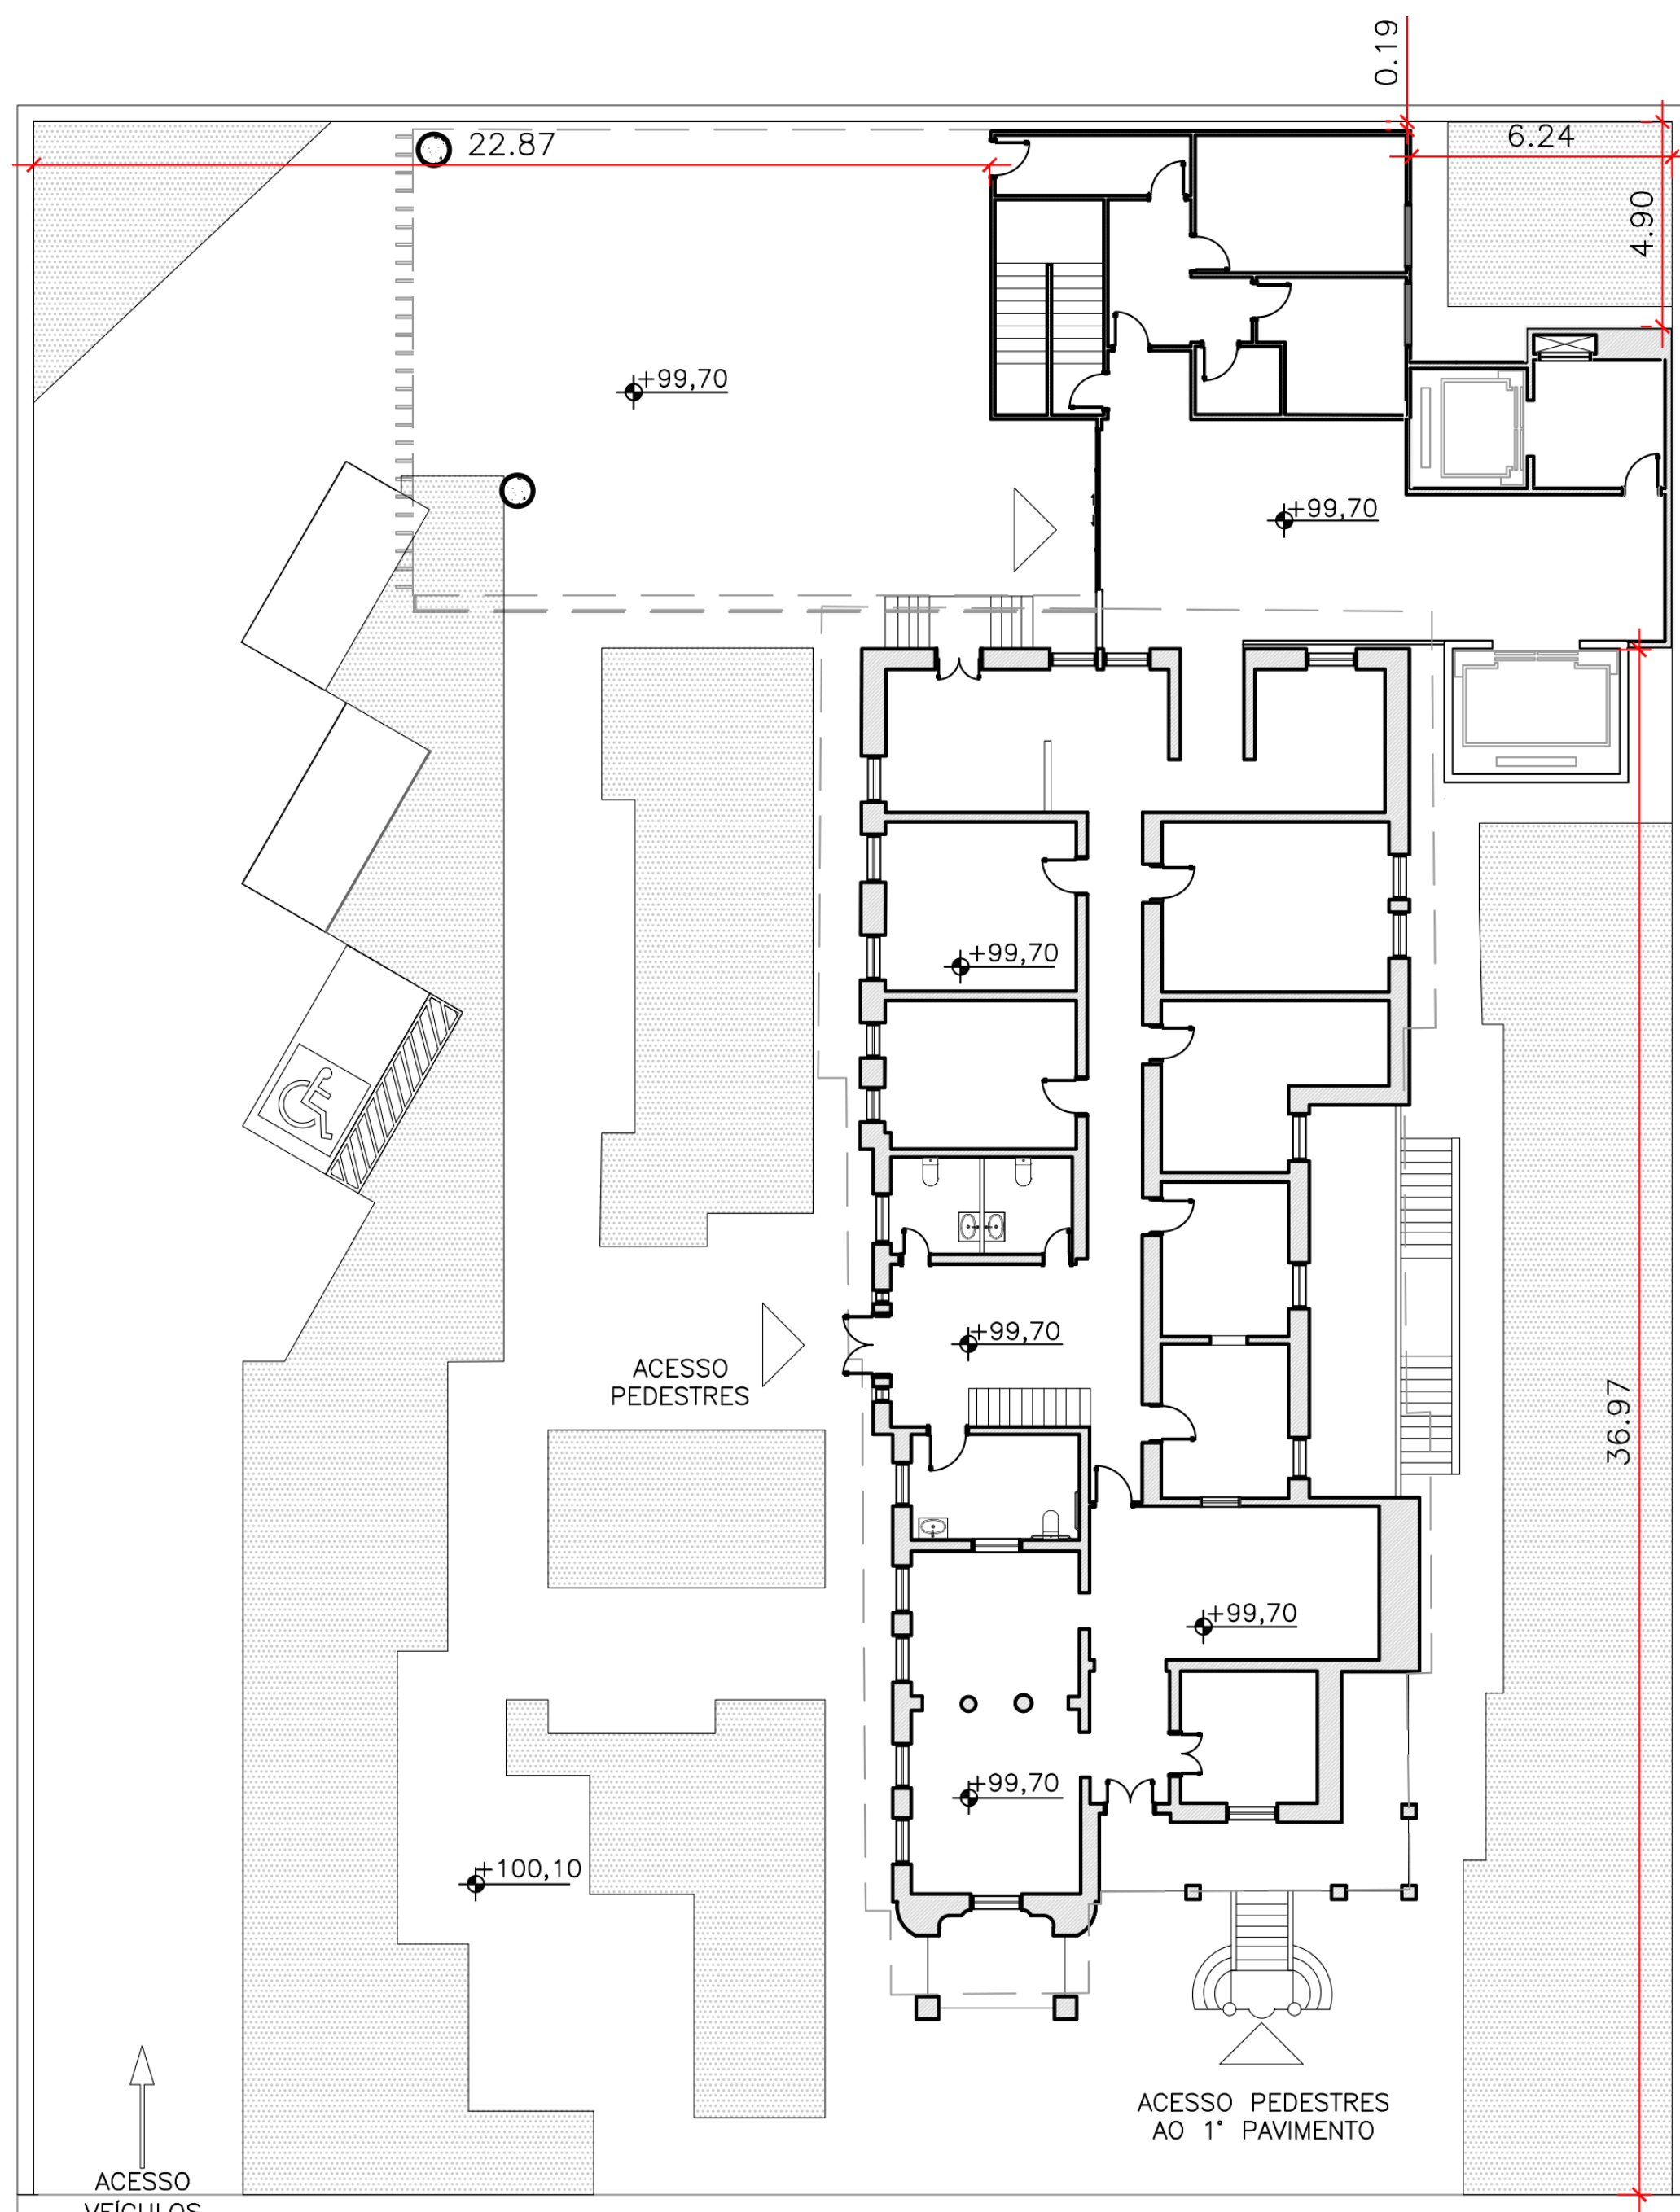 0.19
22.87
6.24
4.90
+99,70
+99,70
+99,70
+99,70
ACESSO
PEDESTRES
36.97
+99,70
+99,70
+100,10
ACESSO PEDESTRES
AO 1° PAVIMENTO
ACESSO
VEÍCULOS